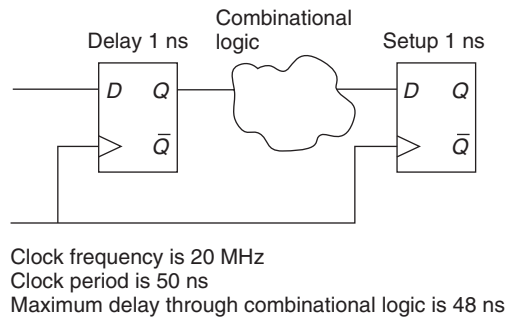 Combinational
logic
Delay 1 ns
Setup 1 ns
D Q
Q̅
D Q
Q̅
Clock frequency is 20 MHz
Clock period is 50 ns
Maximum delay through combinational logic is 48 ns